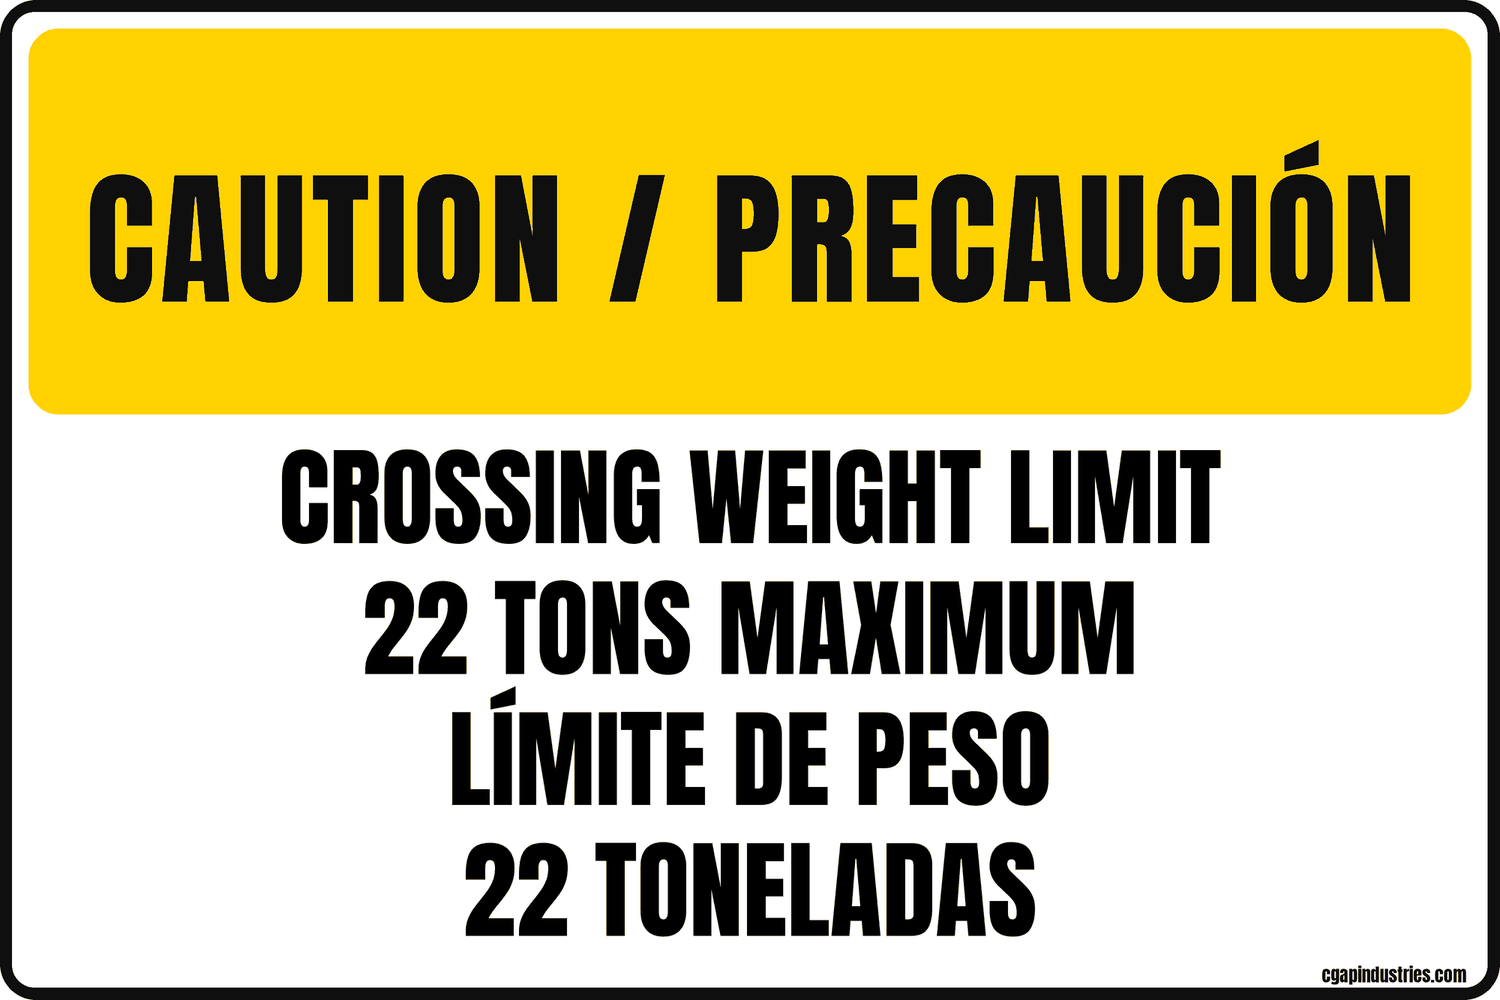 CAUTION / PRECAUCIÓN
CROSSING WEIGHT LIMIT
22 TONS MAXIMUM
LÍMITE DE PESO
22 TONELADAS
cgapindustries.com